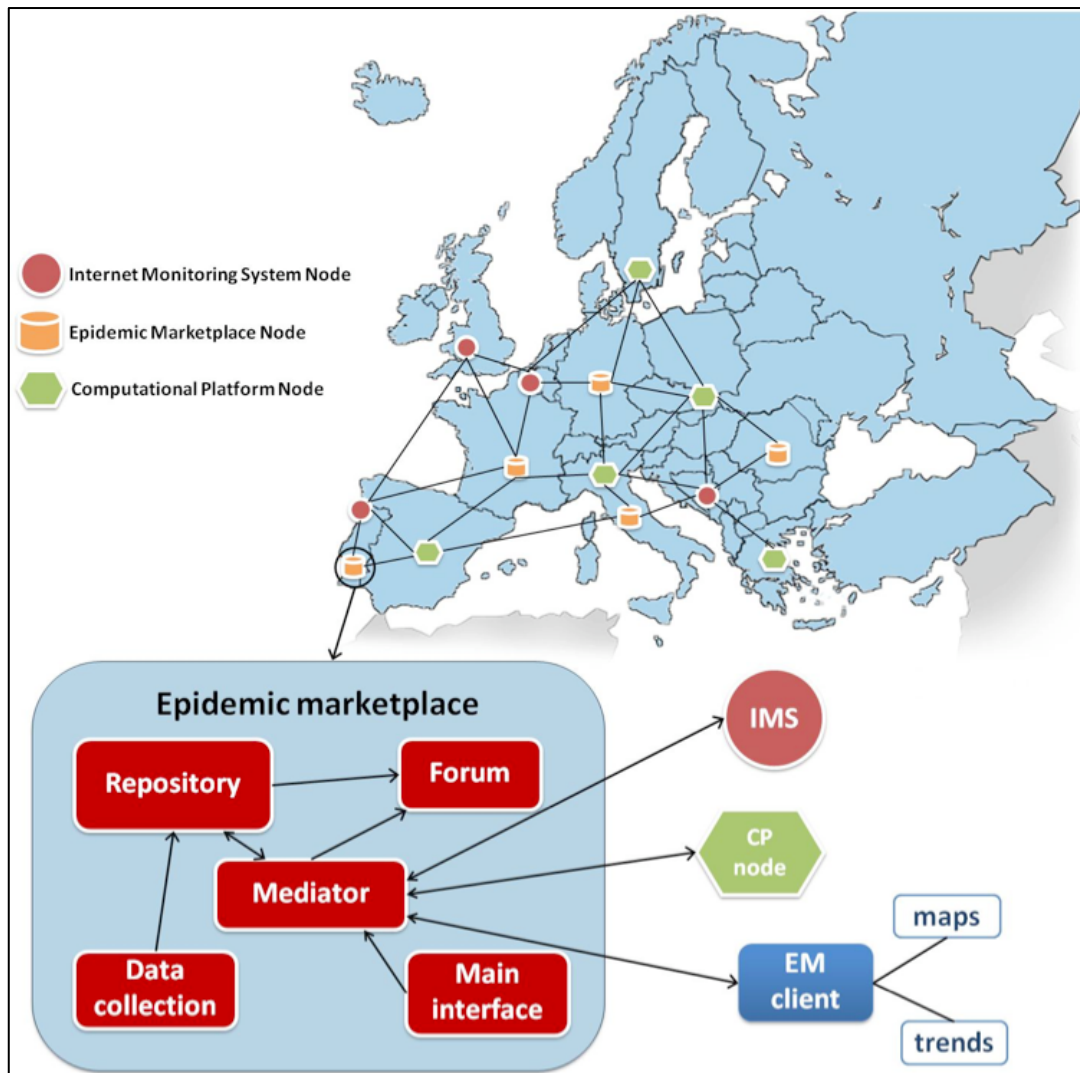 Internet Monitoring System Node
Epidemic Marketplace Node
Computational Platform Node
Epidemic marketplace
Repository
Forum
Mediator
Data
collection
Main
interface
IMS
CP
node
EM
client
maps
trends